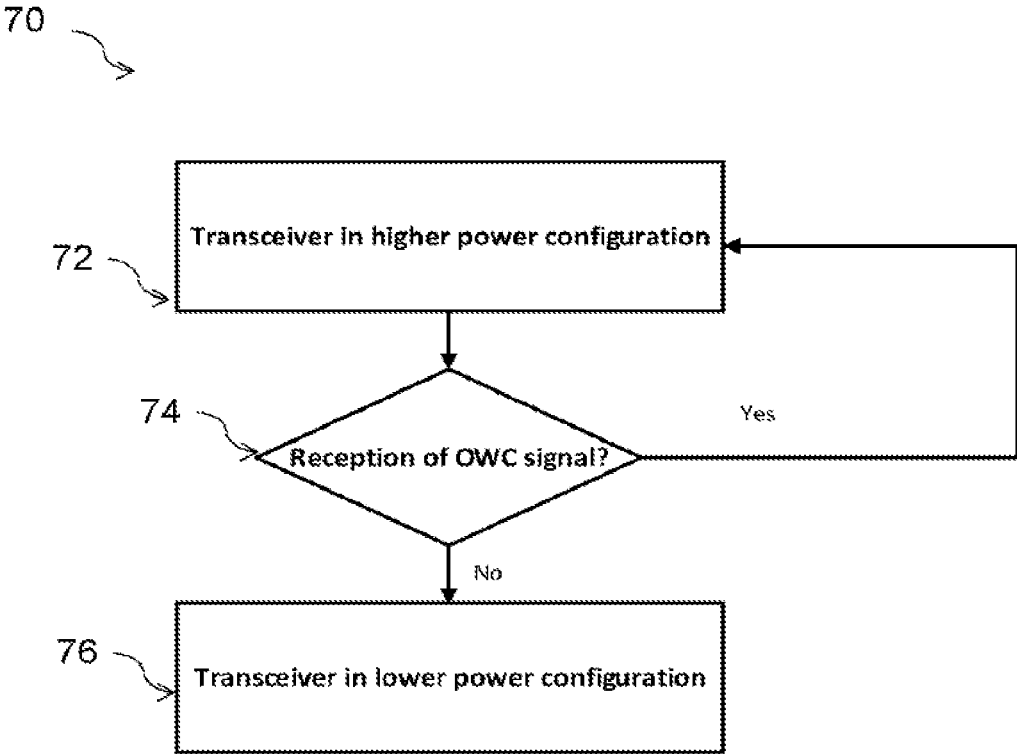 70
Transceiver in higher power configuration
72
74
Yes
Reception of OWC signal?
No
76
Transceiver in lower power configuration